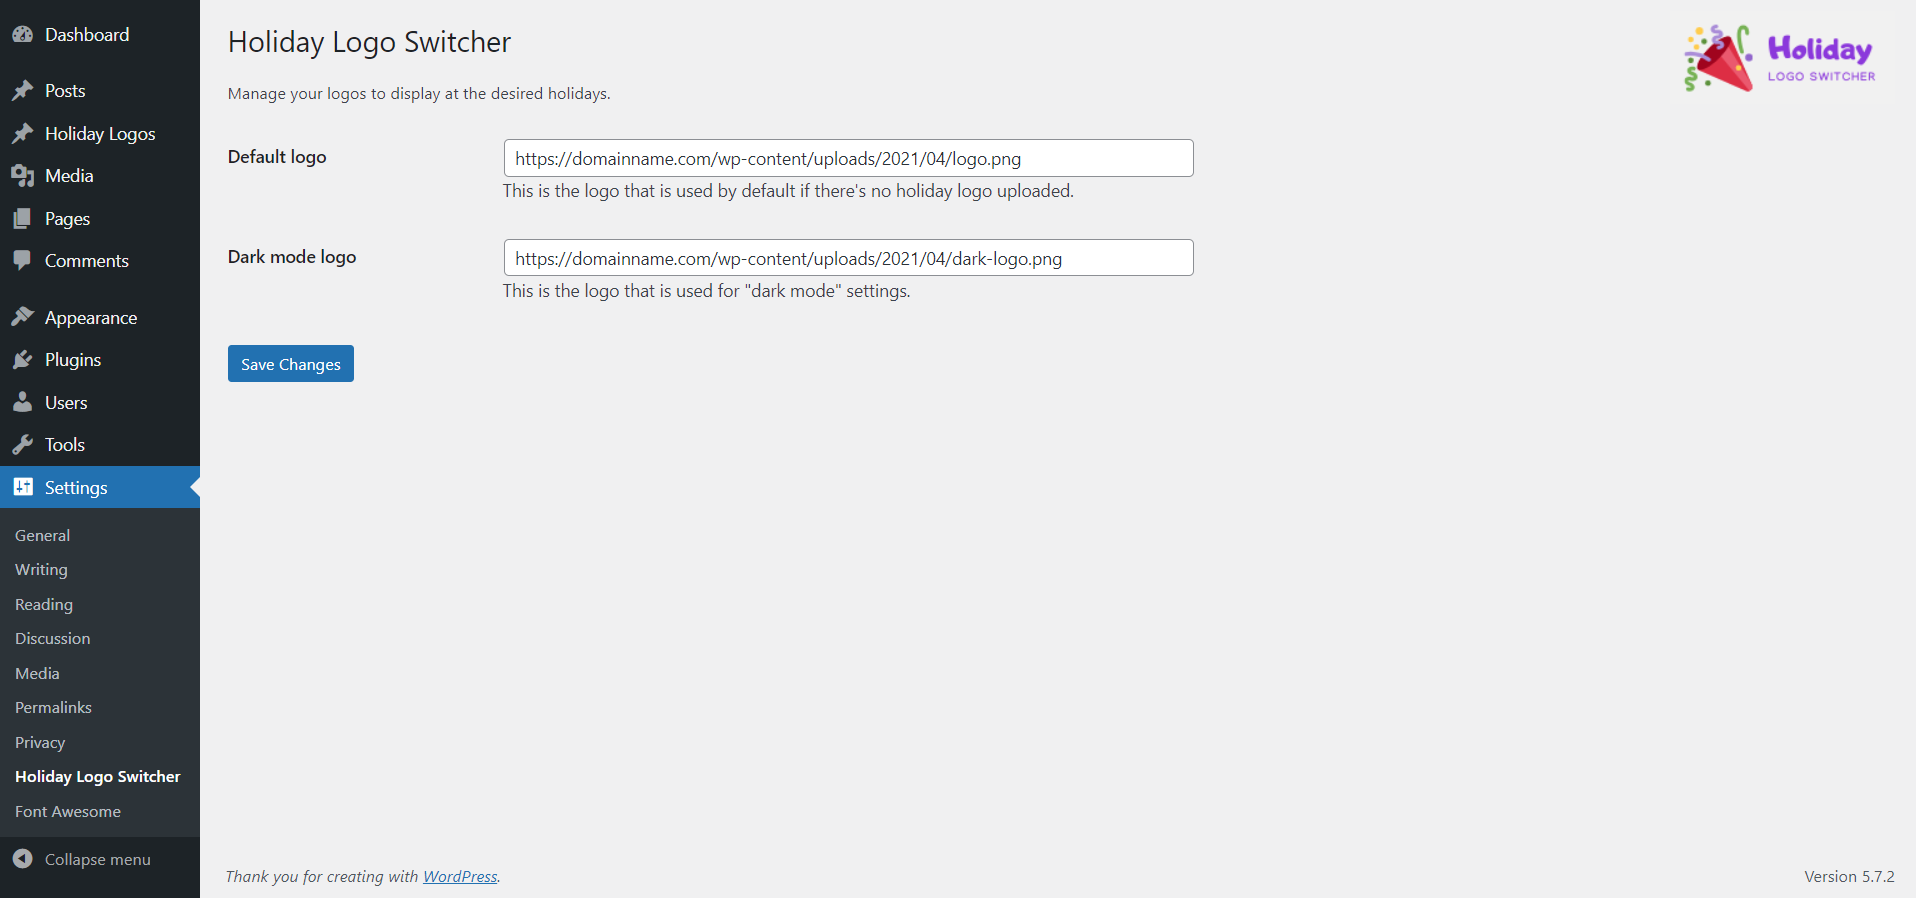 Dashboard
Posts
Holiday Logos
Media
Pages
Comments
Appearance
Plugins
Users
Tools
Settings
General
Writing
Reading
Discussion
Media
Permalinks
Privacy
Holiday Logo Switcher
Font Awesome
Collapse menu
Holiday Logo Switcher
Manage your logos to display at the desired holidays.
Holiday
LOGO SWITCHER
Default logo
https://domainname.com/wp-content/uploads/2021/04/logo.png
This is the logo that is used by default if there's no holiday logo uploaded.
Dark mode logo
https://domainname.com/wp-content/uploads/2021/04/dark-logo.png
This is the logo that is used for "dark mode" settings.
Save Changes
Thank you for creating with WordPress.
Version 5.7.2